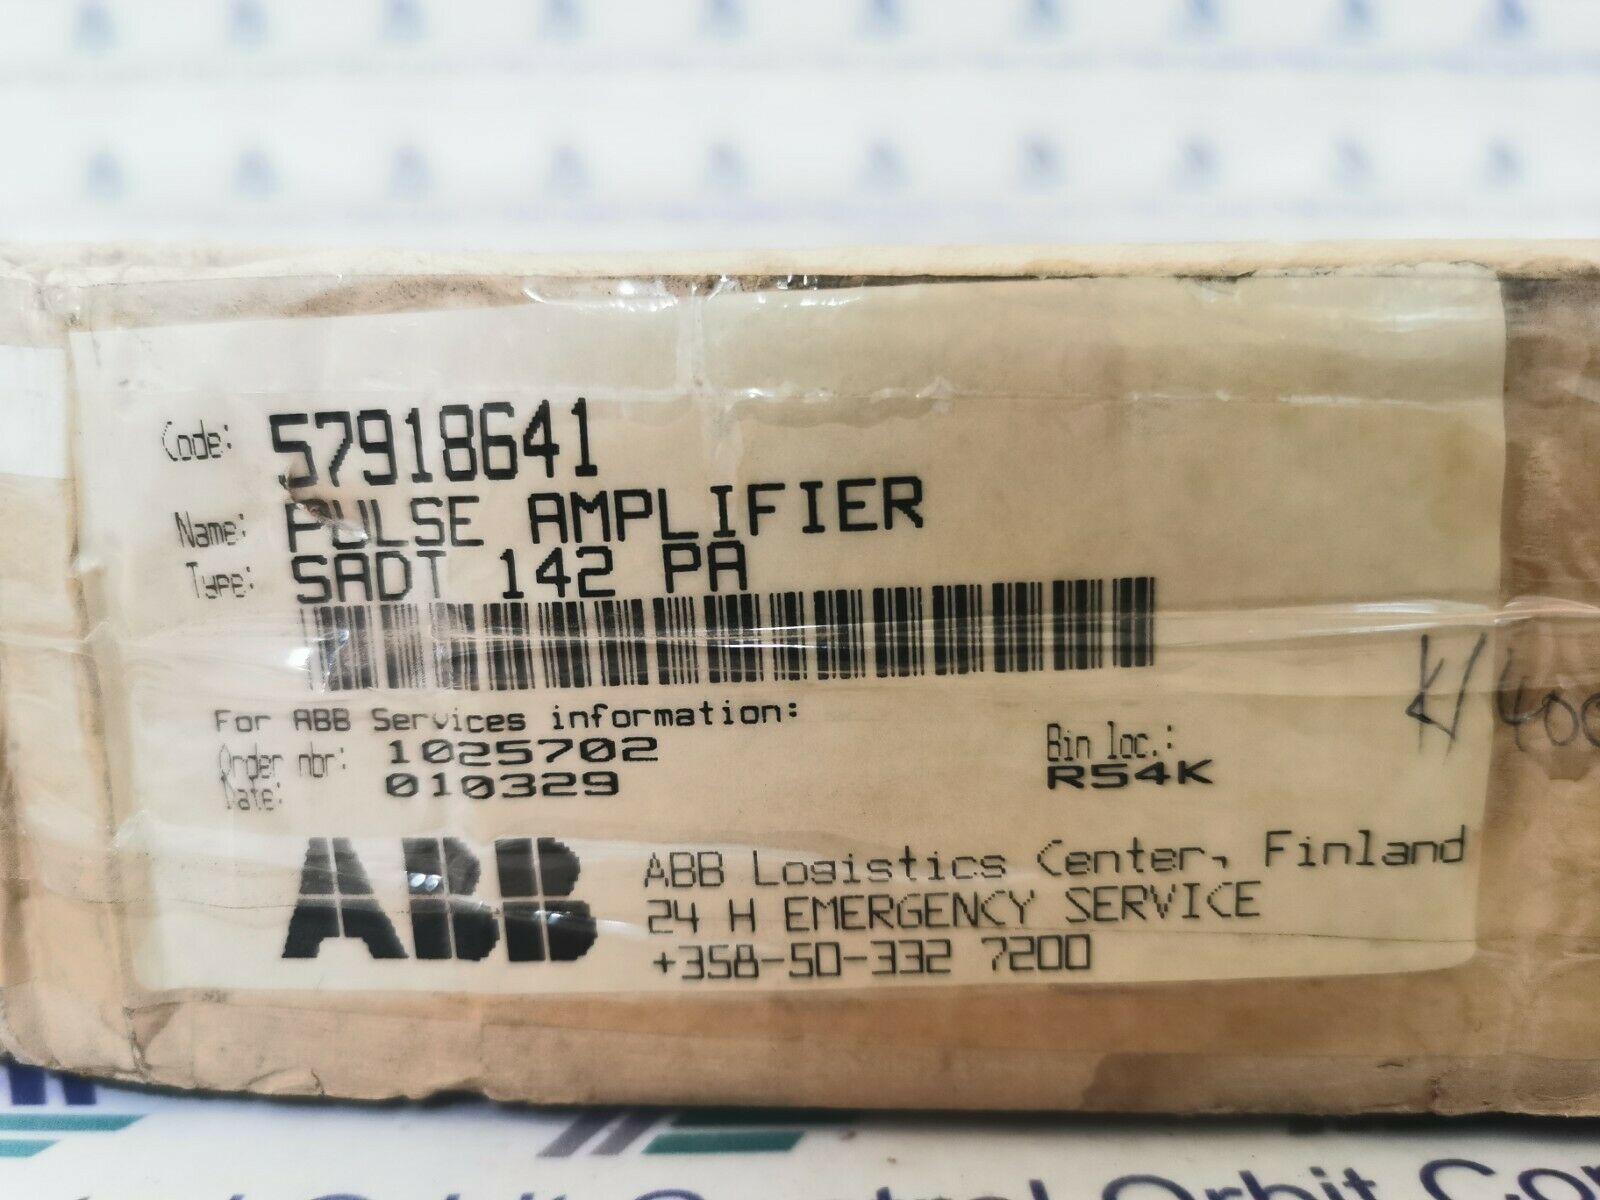 Code: 57918641
Name: PULSE AMPLIFIER
Type: SADT 142 PA
For ABB Services information:
Order nbr: 1025702
Bin loc.:
Date: 010329
R54K
ABB
ABB Logistics Center, Finland
24 H EMERGENCY SERVICE
+358-50-332 7200
Orbit